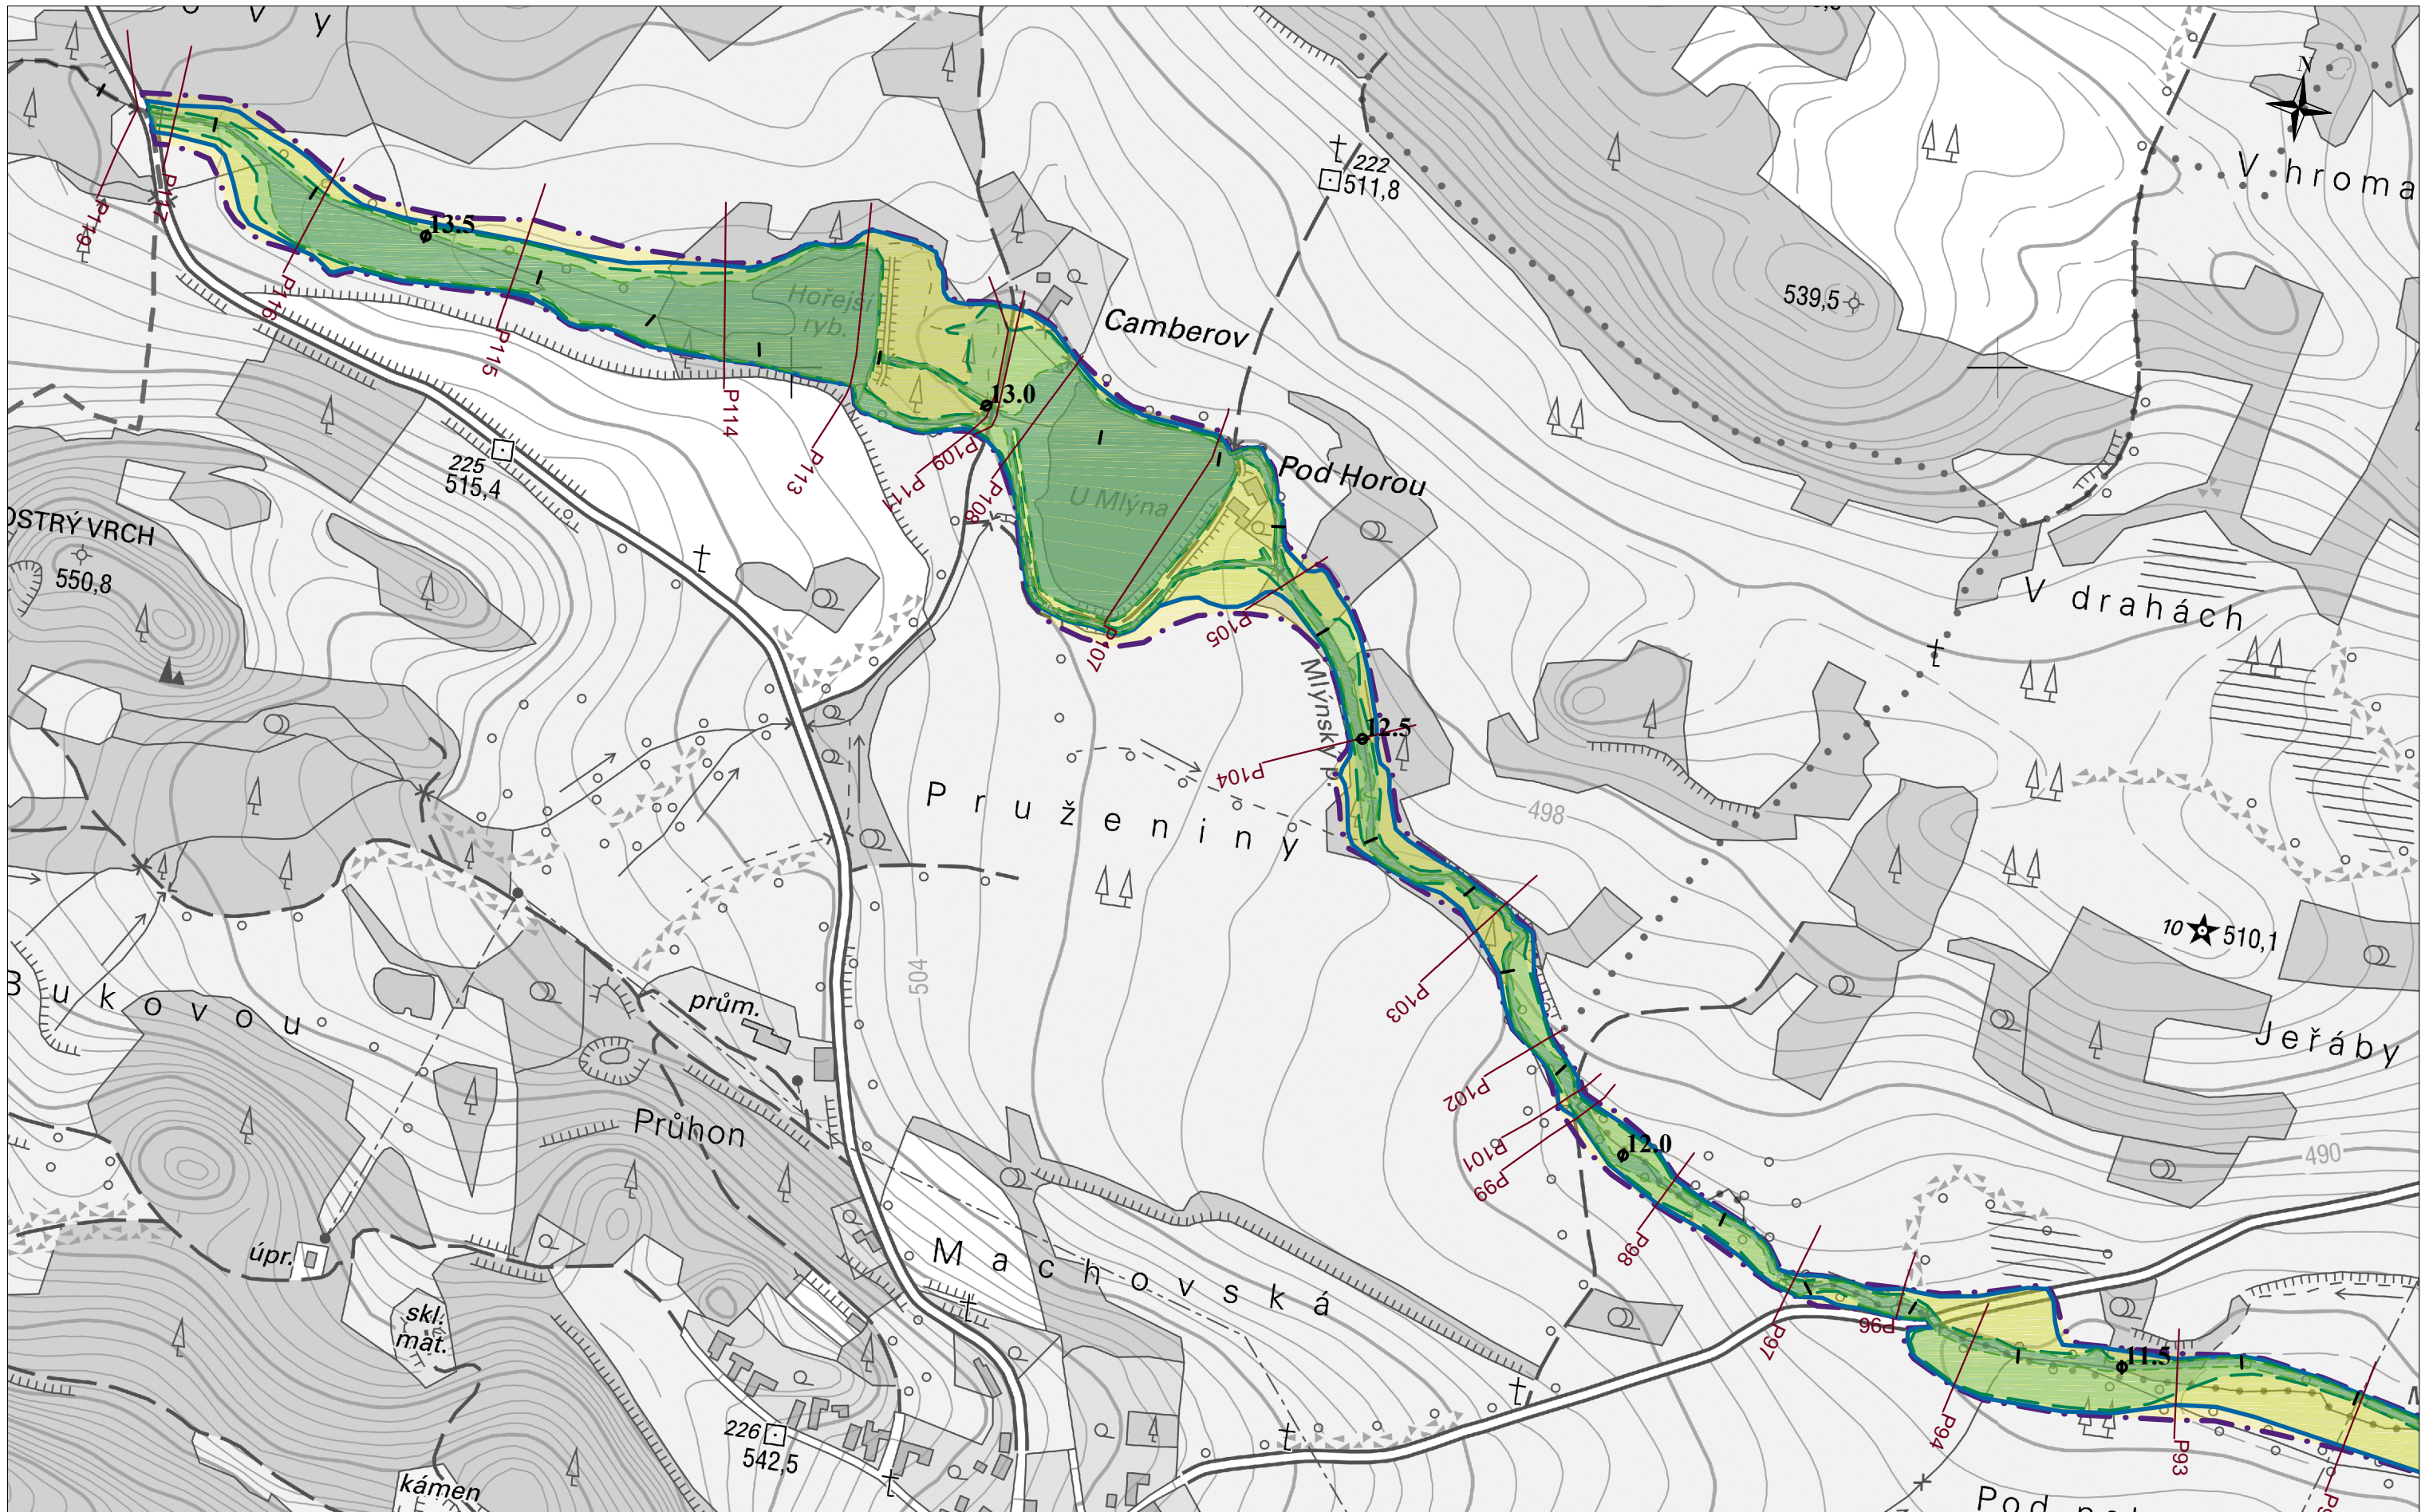 o v y
N
222
511,8
V hroma
13.5
P119
P117
539,5
P116
Hořejší
ryb.
Camberov
P115
13.0
P114
P113
P109
P108
225
515,4
Pod Horou
U Mlýna
OSTRÝ VRCH
550,8
V drahách
P107
P105
Mlýnský p.
12.5
P104
Pruženiny
498
10
510,1
504
P103
Bukovou
prům.
Jeřáby
P102
Průhon
P101
12.0
490
P99
P98
úpr.
Machovská
skl.
mat.
P97
P96
11.5
P94
P93
226
542,5
kámen